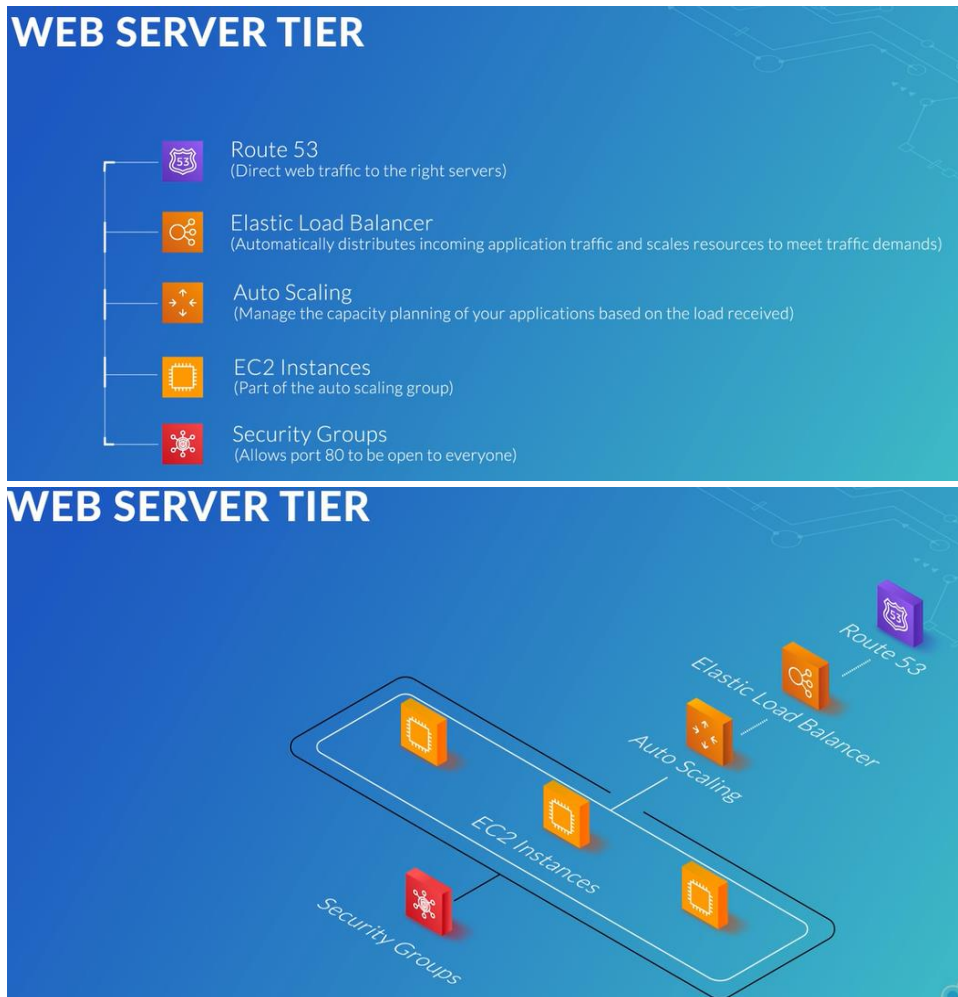 WEB SERVER TIER
53
Route 53
(Direct web traffic to the right servers)
Elastic Load Balancer
(Automatically distributes incoming application traffic and scales resources to meet traffic demands)
Auto Scaling
(Manage the capacity planning of your applications based on the load received)
EC2 Instances
(Part of the auto scaling group)
Security Groups
(Allows port 80 to be open to everyone)
WEB SERVER TIER
53
Route 53
Elastic Load Balancer
Auto Scaling
EC2 Instances
Security Groups